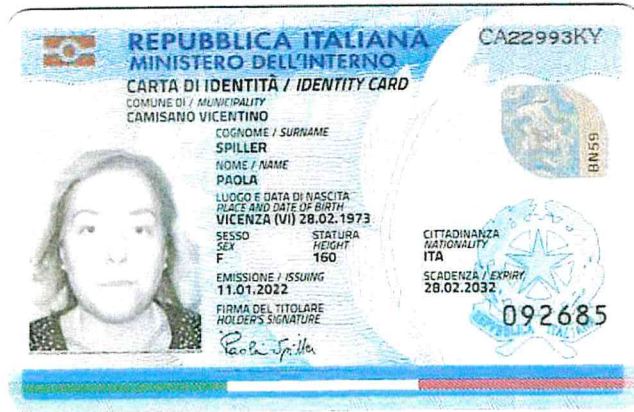 REPUBBLICA ITALIANA
CA22993KY
MINISTERO DELL'INTERNO
CARTA DI IDENTITÀ / IDENTITY CARD
COMUNE DI / MUNICIPALITY
CAMISANO VICENTINO
COGNOME / SURNAME
SPILLER
NOME / NAME
PAOLA
BN59
LUOGO E DATA DI NASCITA
PLACE AND DATE OF BIRTH
VICENZA (VI) 28.02.1973
SESSO STATURA CITTADINANZA
SEX HEIGHT NATIONALITY
F 160 ITA
EMISSIONE / ISSUING SCADENZA / EXPIRY
11.01.2022 28.02.2032
FIRMA DEL TITOLARE
HOLDER'S SIGNATURE
092685
Paola Spiller